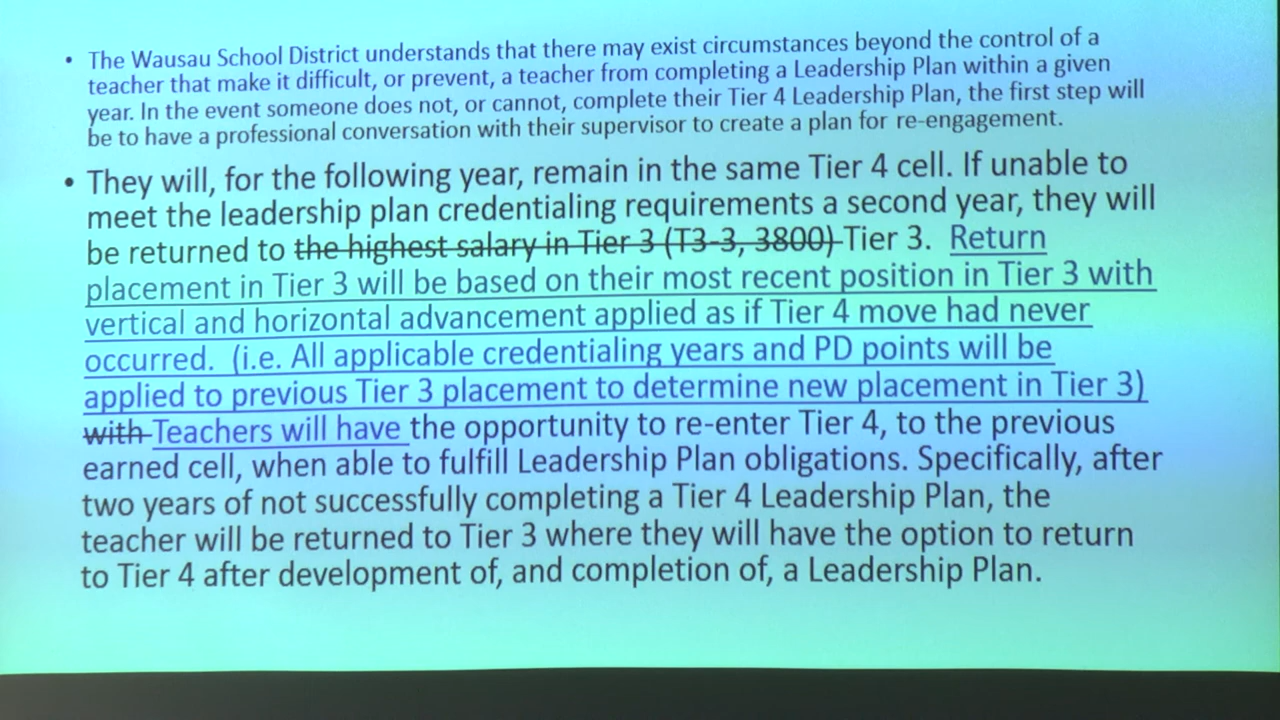 • The Wausau School District understands that there may exist circumstances beyond the control of a
teacher that make it difficult, or prevent, a teacher from completing a Leadership Plan within a given
year. In the event someone does not, or cannot, complete their Tier 4 Leadership Plan, the first step will
be to have a professional conversation with their supervisor to create a plan for re-engagement.
• They will, for the following year, remain in the same Tier 4 cell. If unable to
meet the leadership plan credentialing requirements a second year, they will
be returned to the highest salary in Tier 3 (T3-3, 3800) Tier 3. Return
placement in Tier 3 will be based on their most recent position in Tier 3 with
vertical and horizontal advancement applied as if Tier 4 move had never
occurred. (i.e. All applicable credentialing years and PD points will be
applied to previous Tier 3 placement to determine new placement in Tier 3)
with Teachers will have the opportunity to re-enter Tier 4, to the previous
earned cell, when able to fulfill Leadership Plan obligations. Specifically, after
two years of not successfully completing a Tier 4 Leadership Plan, the
teacher will be returned to Tier 3 where they will have the option to return
to Tier 4 after development of, and completion of, a Leadership Plan.